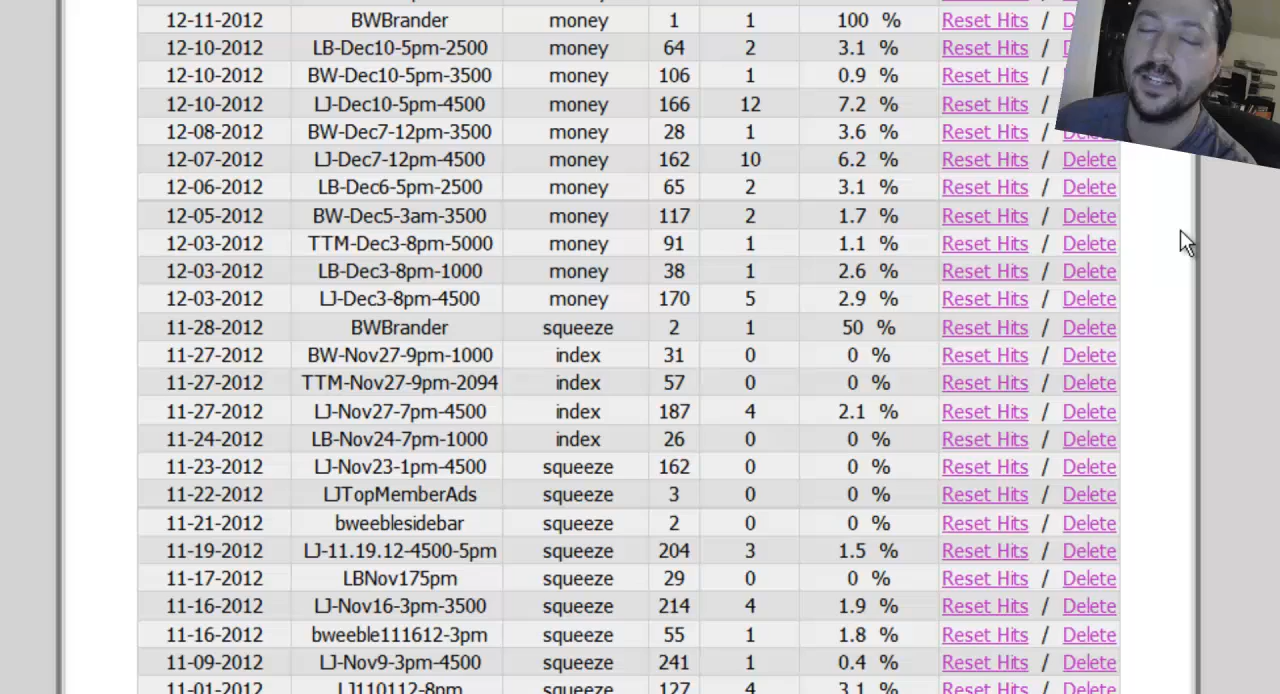 12-11-2012 BWBrander money 1 1 100 % Reset Hits /
12-10-2012 LB-Dec10-5pm-2500 money 64 2 3.1 % Reset Hits /
12-10-2012 BW-Dec10-5pm-3500 money 106 1 0.9 % Reset Hits /
12-10-2012 LJ-Dec10-5pm-4500 money 166 12 7.2 % Reset Hits /
12-08-2012 BW-Dec7-12pm-3500 money 28 1 3.6 % Reset Hits / Delete
12-07-2012 LJ-Dec7-12pm-4500 money 162 10 6.2 % Reset Hits / Delete
12-06-2012 LB-Dec6-5pm-2500 money 65 2 3.1 % Reset Hits / Delete
12-05-2012 BW-Dec5-3am-3500 money 117 2 1.7 % Reset Hits / Delete
12-03-2012 TTM-Dec3-8pm-5000 money 91 1 1.1 % Reset Hits / Delete
12-03-2012 LB-Dec3-8pm-1000 money 38 1 2.6 % Reset Hits / Delete
12-03-2012 LJ-Dec3-8pm-4500 money 170 5 2.9 % Reset Hits / Delete
11-28-2012 BWBrander squeeze 2 1 50 % Reset Hits / Delete
11-27-2012 BW-Nov27-9pm-1000 index 31 0 0 % Reset Hits / Delete
11-27-2012 TTM-Nov27-9pm-2094 index 57 0 0 % Reset Hits / Delete
11-27-2012 LJ-Nov27-7pm-4500 index 187 4 2.1 % Reset Hits / Delete
11-24-2012 LB-Nov24-7pm-1000 index 26 0 0 % Reset Hits / Delete
11-23-2012 LJ-Nov23-1pm-4500 squeeze 162 0 0 % Reset Hits / Delete
11-22-2012 LJTopMemberAds squeeze 3 0 0 % Reset Hits / Delete
11-21-2012 bweeblesidebar squeeze 2 0 0 % Reset Hits / Delete
11-19-2012 LJ-11.19.12-4500-5pm squeeze 204 3 1.5 % Reset Hits / Delete
11-17-2012 LBNov175pm squeeze 29 0 0 % Reset Hits / Delete
11-16-2012 LJ-Nov16-3pm-3500 squeeze 214 4 1.9 % Reset Hits / Delete
11-16-2012 bweeble111612-3pm squeeze 55 1 1.8 % Reset Hits / Delete
11-09-2012 LJ-Nov9-3pm-4500 squeeze 241 1 0.4 % Reset Hits / Delete
11-01-2012 LJ110112-8pm squeeze 127 4 3.1 % Reset Hits / Delete